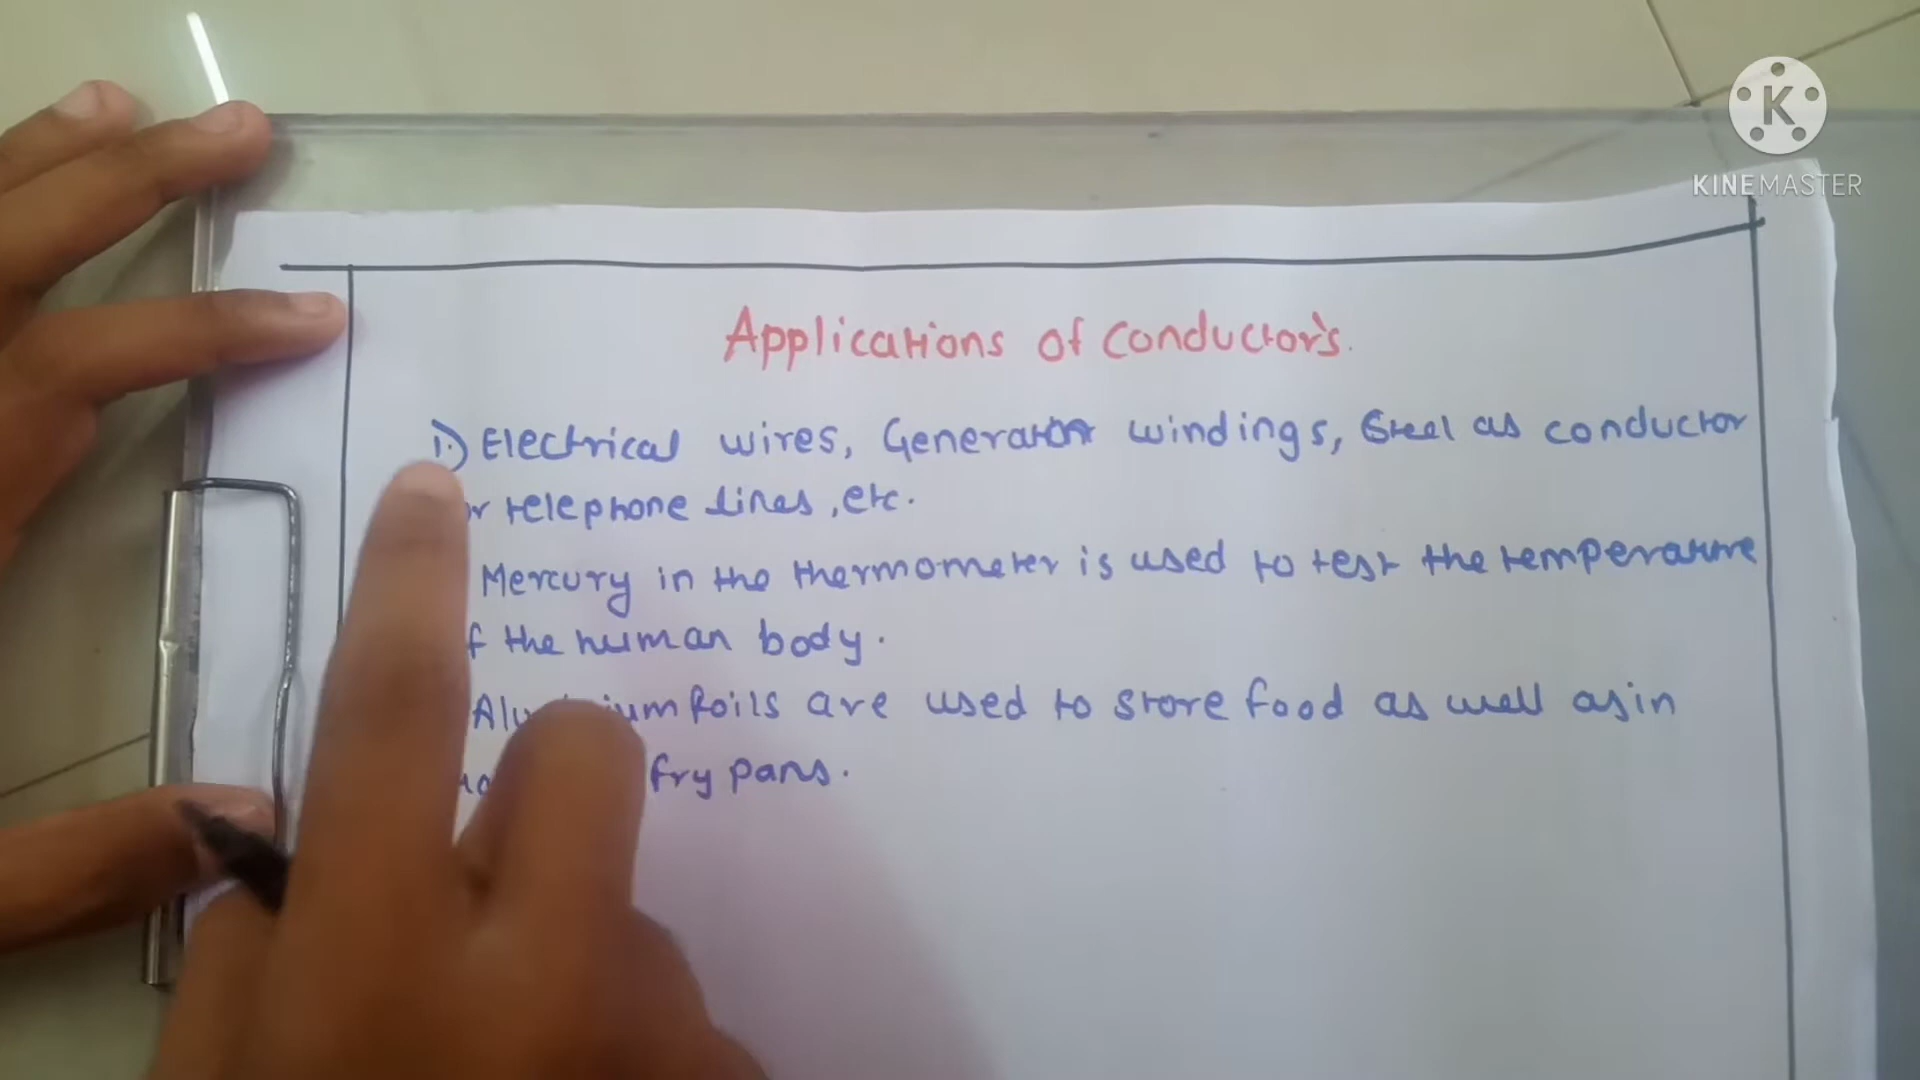 KINEMASTER
Applications of conductor's.
1.) Electrical wires, Generator windings, Steel as conductor
telephone lines, etc.
Mercury in the thermometer is used to test the temperature
the human body.
foils are used to store food as well as in
fry pans.